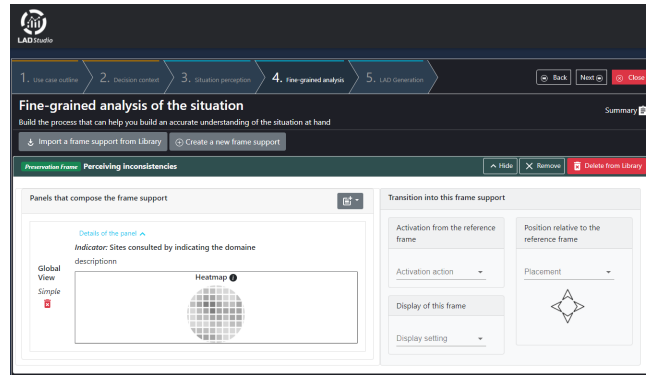 LADStudio
1. Use case outline
2. Decision context
3. Situation perception
4. Fine-grained analysis
5. LAD Generation
Back
Next
Close
Fine-grained analysis of the situation
Build the process that can help you build an accurate understanding of the situation at hand
Summary
Import a frame support from Library
Create a new frame support
Preservation Frame Perceiving inconsistencies
Hide
Remove
Delete from Library
Panels that compose the frame support
Details of the panel
Indicator: Sites consulted by indicating the domaine
descriptionn
Global
View
Simple
Heatmap
Transition into this frame support
Activation from the reference
frame
Activation action
Position relative to the
reference frame
Placement
Display of this frame
Display setting